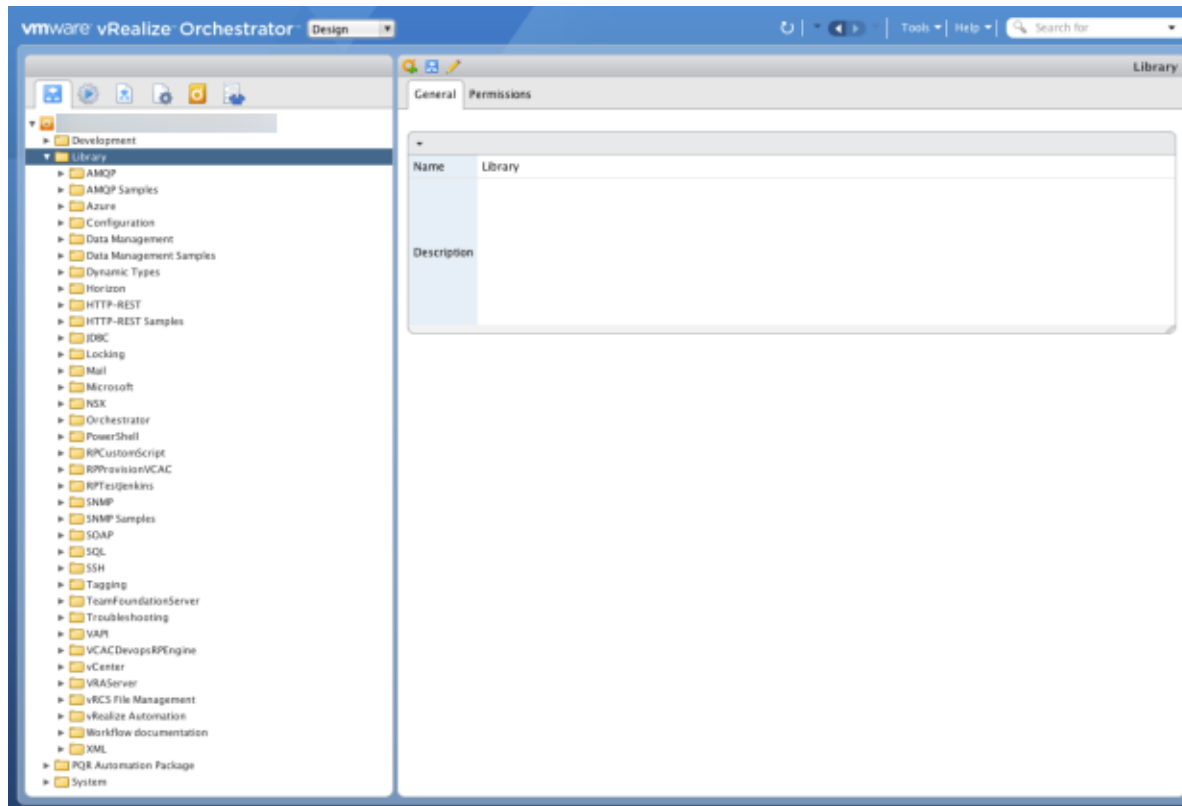 vmware vRealize Orchestrator Design
Tools Help Search for
Library
General Permissions
Development
Library
AMQP
AMQP Samples
Azure
Configuration
Data Management
Data Management Samples
Dynamic Types
Horizon
HTTP-REST
HTTP-REST Samples
JDBC
Locking
Mail
Microsoft
NSX
Orchestrator
PowerShell
RPCustomScript
RPProvisionVCAC
RPTestJenkins
SNMP
SNMP Samples
SOAP
SQL
SSH
Tagging
TeamFoundationServer
Troubleshooting
VAPI
VCACDevopsRPEngine
vCenter
VRAServer
vRCS File Management
vRealize Automation
Workflow documentation
XML
PQR Automation Package
System
Name Library
Description